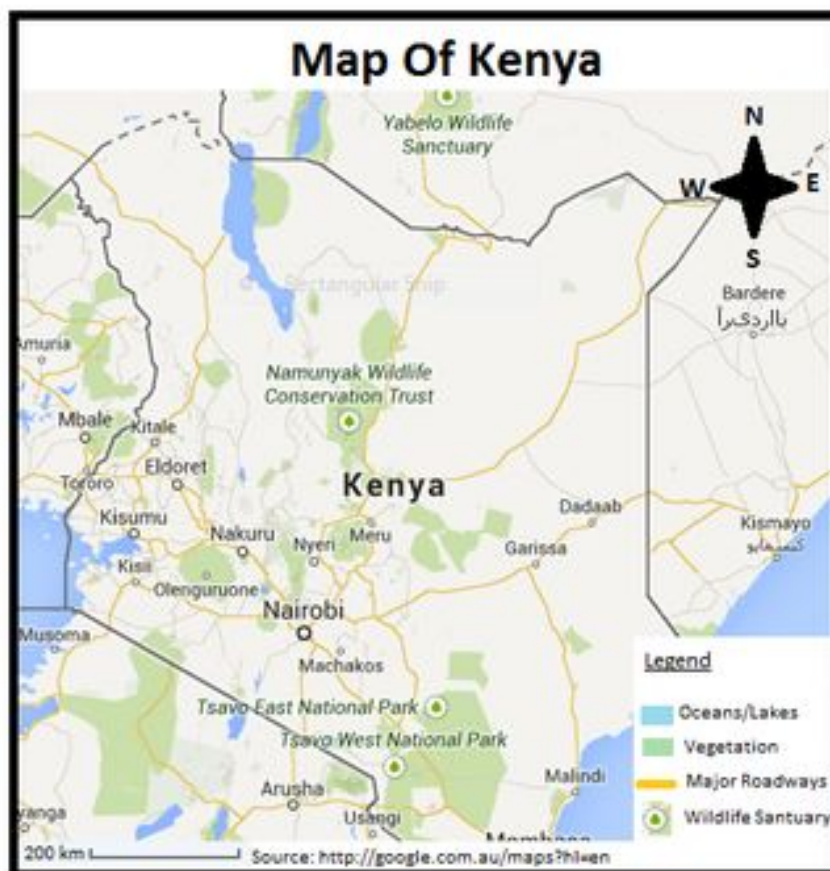 Map Of Kenya
Yabelo Wildlife
Sanctuary
N
W
E
S
Rectangular Snip
Bardere
Amuria
Namunyak Wildlife
Conservation Trust
Mbale
Kitale
Eldoret
Kenya
Tororo
Dadaab
Kisumu
Kismayo
Nakuru
Nyeri
Meru
Garissa
Kisii
Olenguruone
Nairobi
Musoma
Machakos
Legend
Oceans/Lakes
Tsavo East National Park
Tsavo West National Park
Vegetation
Malindi
Major Roadways
Arusha
yanga
Usangi
Wildlife Santuary
200 km
Source: http://google.com.au/maps?hl=en